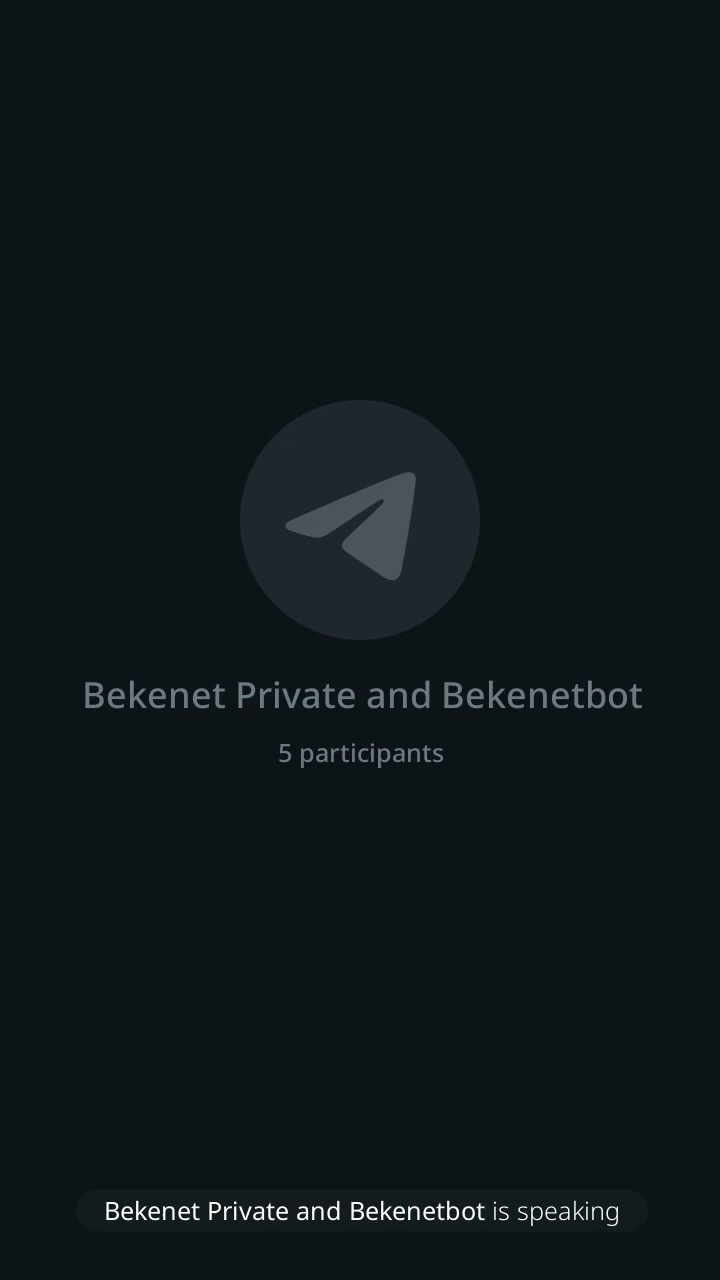 Bekenet Private and Bekenetbot
5 participants
Bekenet Private and Bekenetbot is speaking